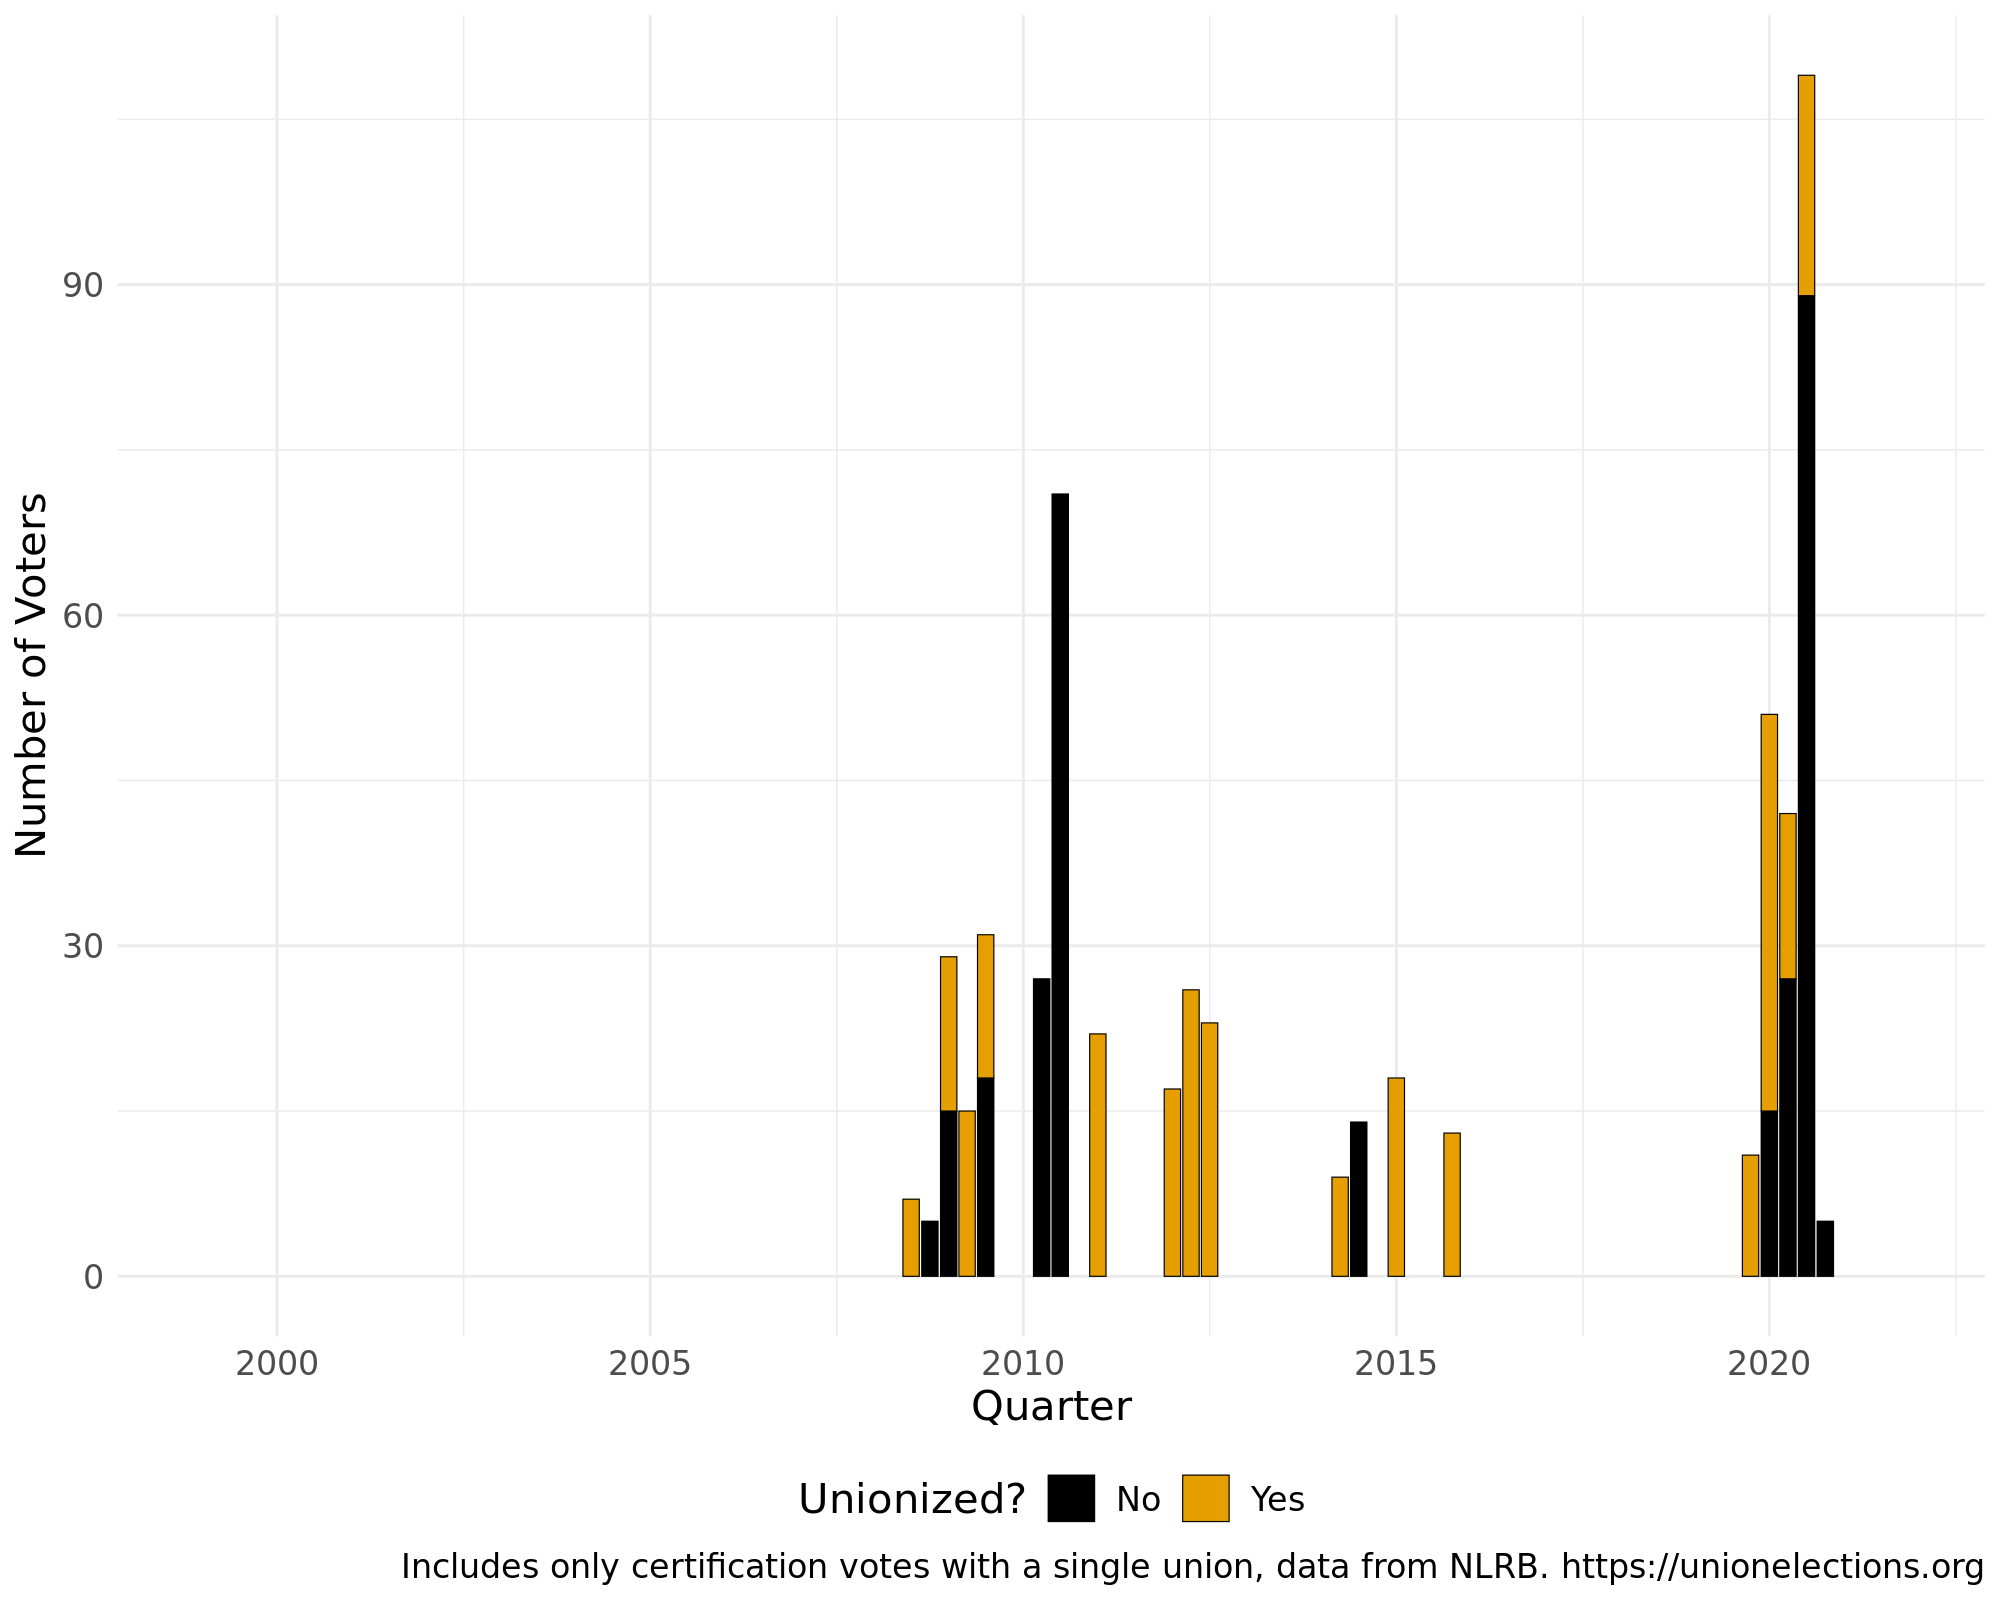 Number of Voters
90
60
30
0
2000 2005 2010 2015 2020
Quarter
Unionized? No Yes
Includes only certification votes with a single union, data from NLRB. https://unionelections.org